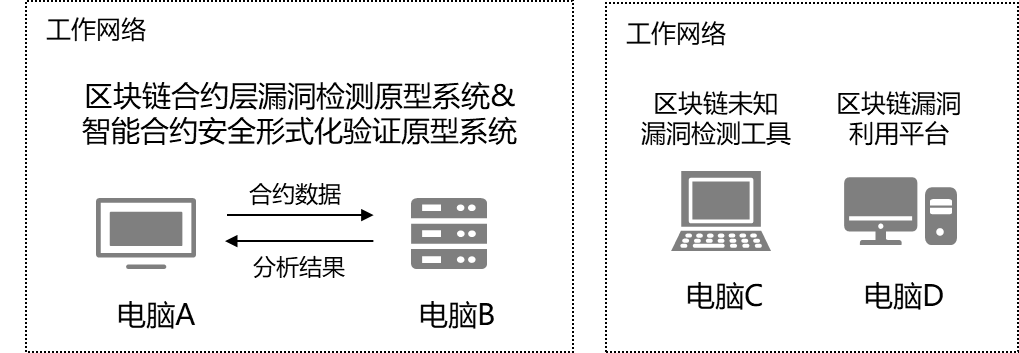 工作网络
区块链合约层漏洞检测原型系统&
智能合约安全形式化验证原型系统
合约数据
分析结果
电脑A
电脑B
工作网络
区块链未知
漏洞检测工具
区块链漏洞
利用平台
电脑C
电脑D